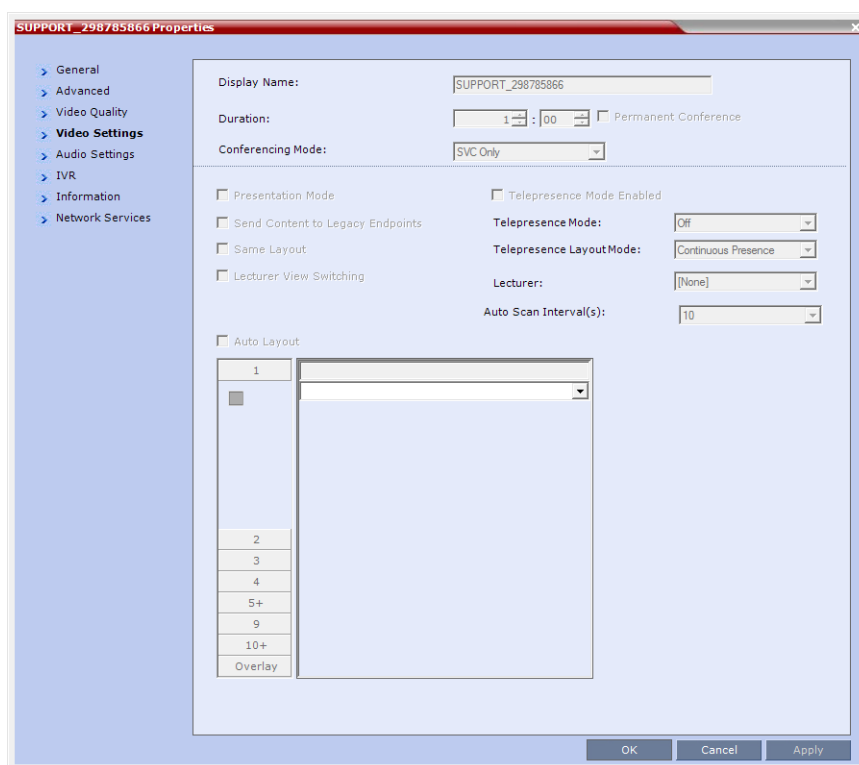 SUPPORT_298785866 Properties
General
Advanced
Video Quality
Video Settings
Audio Settings
IVR
Information
Network Services
Display Name: SUPPORT_298785866
Duration: 1 : 00 Permanent Conference
Conferencing Mode: SVC Only
Presentation Mode Telepresence Mode Enabled
Send Content to Legacy Endpoints Telepresence Mode: Off
Same Layout Telepresence Layout Mode: Continuous Presence
Lecturer View Switching Lecturer: [None]
Auto Scan Interval(s): 10
Auto Layout
1
2
3
4
5+
9
10+
Overlay
OK Cancel Apply